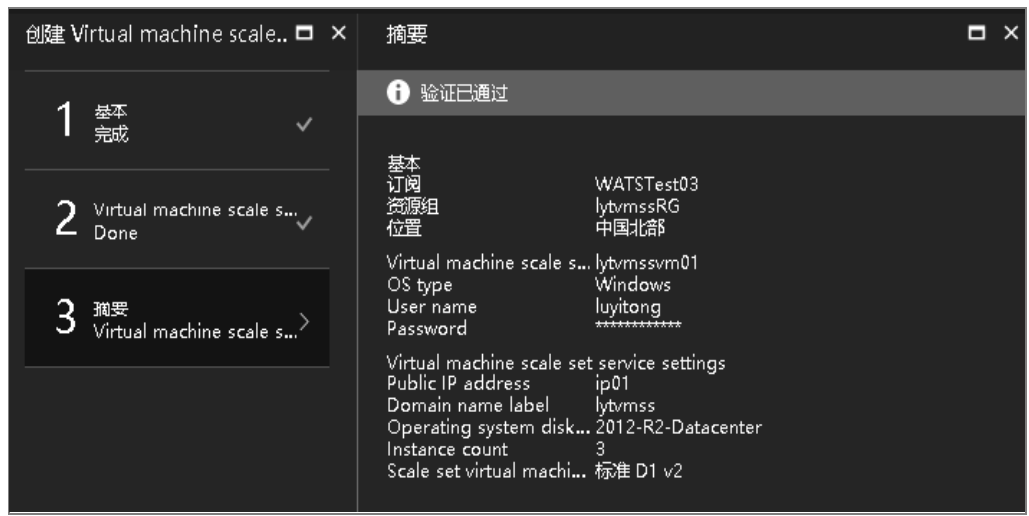 创建 Virtual machine scale..
1
基本
完成
2
Virtual machine scale s...
Done
3
摘要
Virtual machine scale s...
摘要
验证已通过
基本
订阅 WATSTest03
资源组 lytvmssRG
位置 中国北部
Virtual machine scale s... lytvmssvm01
OS type Windows
User name luyitong
Password ************
Virtual machine scale set service settings
Public IP address ip01
Domain name label lytvmss
Operating system disk... 2012-R2-Datacenter
Instance count 3
Scale set virtual machi... 标准 D1 v2